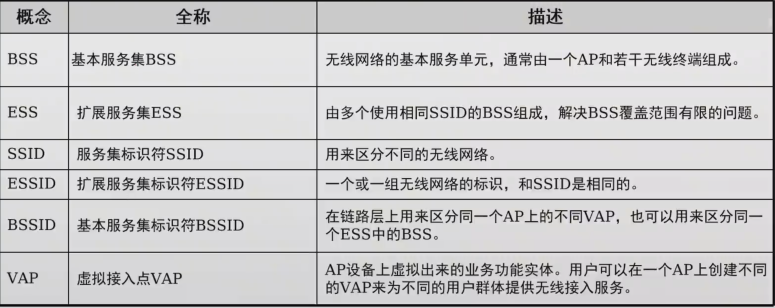 概念 全称 描述
BSS 基本服务集BSS 无线网络的基本服务单元，通常由一个AP和若干无线终端组成。
ESS 扩展服务集ESS 由多个使用相同SSID的BSS组成，解决BSS覆盖范围有限的问题。
SSID 服务集标识符SSID 用来区分不同的无线网络。
ESSID 扩展服务集标识符ESSID 一个或一组无线网络的标识，和SSID是相同的。
BSSID 基本服务集标识符BSSID 在链路层上用来区分同一个AP上的不同VAP，也可以用来区分同一
个ESS中的BSS。
VAP 虚拟接入点VAP AP设备上虚拟出来的业务功能实体。用户可以在一个AP上创建不同
的VAP来为不同的用户群体提供无线接入服务。